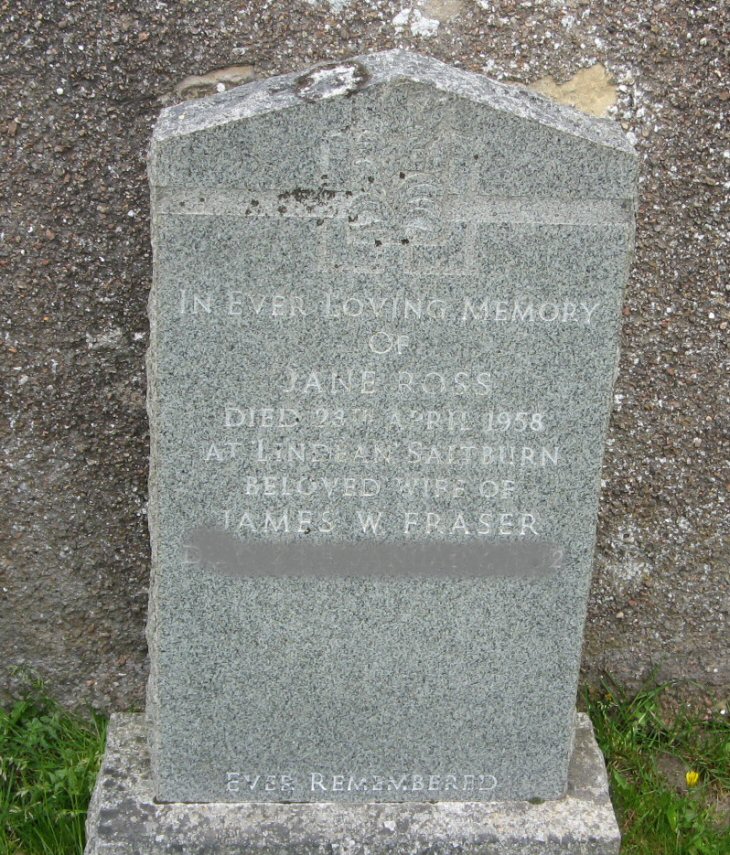 IN EVER LOVING MEMORY
OF
JANE ROSS
DIED 28TH APRIL 1958
AT LINDEAN SALTBURN
BELOVED WIFE OF
JAMES W. FRASER
EVER REMEMBERED